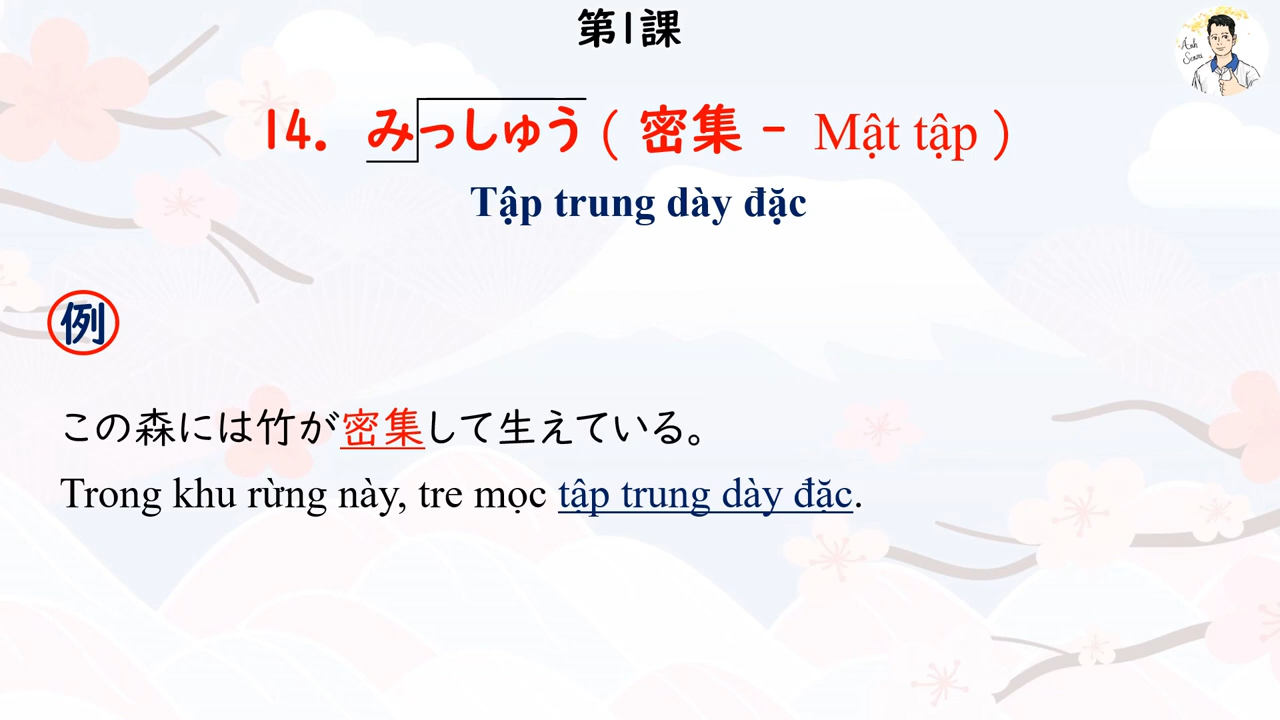 第1課
Ánh
Sensei
14. みっしゅう ( 密集 - Mật tập )
Tập trung dày đặc
例
この森には竹が密集して生えている。
Trong khu rừng này, tre mọc tập trung dày đặc.